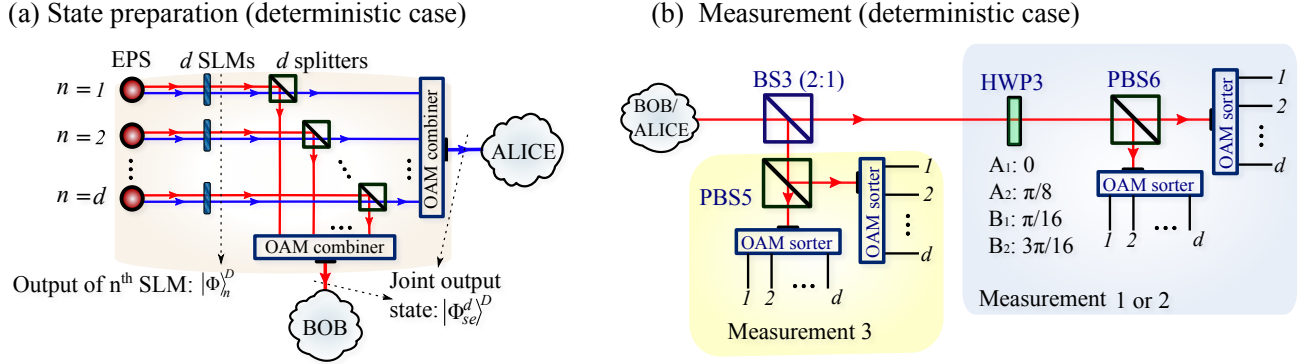 (a) State preparation (deterministic case)
EPS
d SLMs
d splitters
n = 1
n = 2
n = d
OAM combiner
ALICE
OAM combiner
Output of nth SLM: |Φ⟩ₙᴰ
Joint output
state: |Φᵈₛₑ⟩ᴰ
BOB
(b) Measurement (deterministic case)
BOB/
ALICE
BS3 (2:1)
HWP3
PBS6
OAM sorter
1
2
d
A₁: 0
A₂: π/8
B₁: π/16
B₂: 3π/16
OAM sorter
1 2 ... d
Measurement 1 or 2
PBS5
OAM sorter
1
2
d
OAM sorter
1 2 ... d
Measurement 3